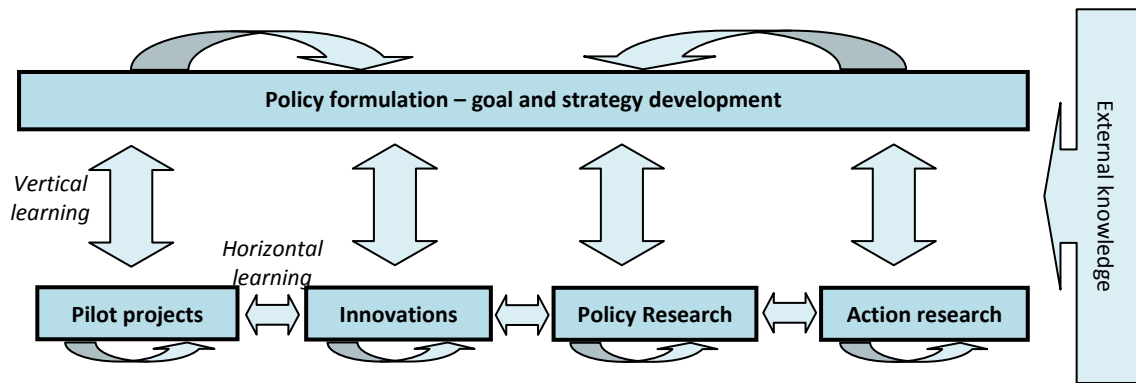 Policy formulation – goal and strategy development
External knowledge
Vertical
learning
Horizontal
learning
Pilot projects
Innovations
Policy Research
Action research